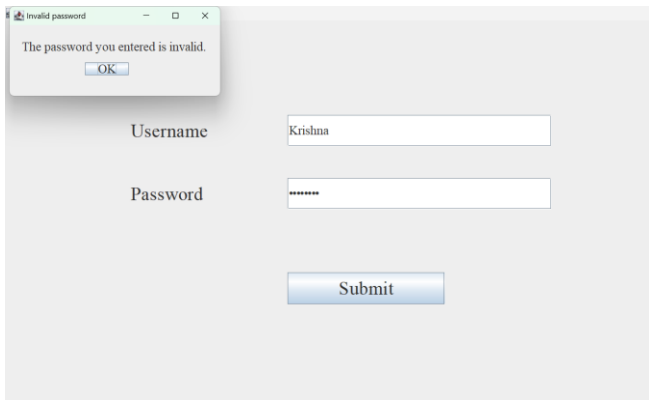 Invalid password
The password you entered is invalid.
OK
Username
Krishna
Password
••••••••
Submit